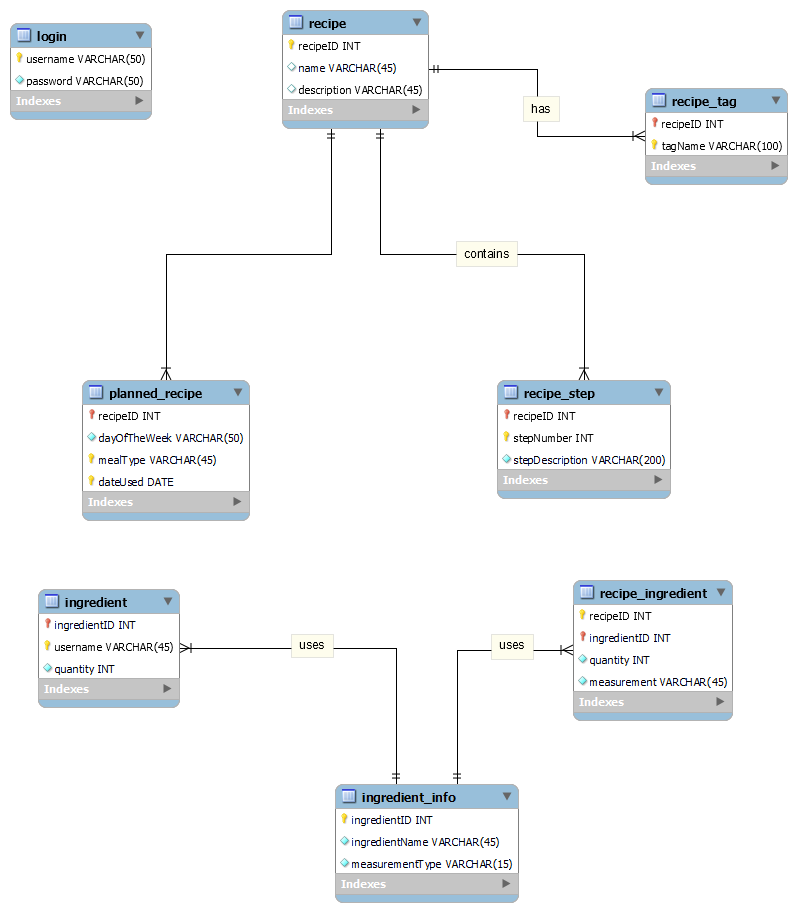 login
username VARCHAR(50)
password VARCHAR(50)
Indexes
recipe
recipeID INT
name VARCHAR(45)
description VARCHAR(45)
Indexes
has
recipe_tag
recipeID INT
tagName VARCHAR(100)
Indexes
contains
planned_recipe
recipeID INT
dayOfTheWeek VARCHAR(50)
mealType VARCHAR(45)
dateUsed DATE
Indexes
recipe_step
recipeID INT
stepNumber INT
stepDescription VARCHAR(200)
Indexes
ingredient
ingredientID INT
username VARCHAR(45)
quantity INT
Indexes
uses
uses
recipe_ingredient
recipeID INT
ingredientID INT
quantity INT
measurement VARCHAR(45)
Indexes
ingredient_info
ingredientID INT
ingredientName VARCHAR(45)
measurementType VARCHAR(15)
Indexes